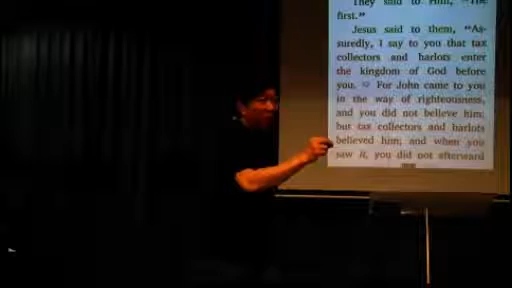 They said to Him, "The
first."
Jesus said to them, "As-
suredly, I say to you that tax
collectors and harlots enter
the kingdom of God before
you. 32 For John came to you
in the way of righteousness,
and you did not believe him;
but tax collectors and harlots
believed him; and when you
saw it, you did not afterward